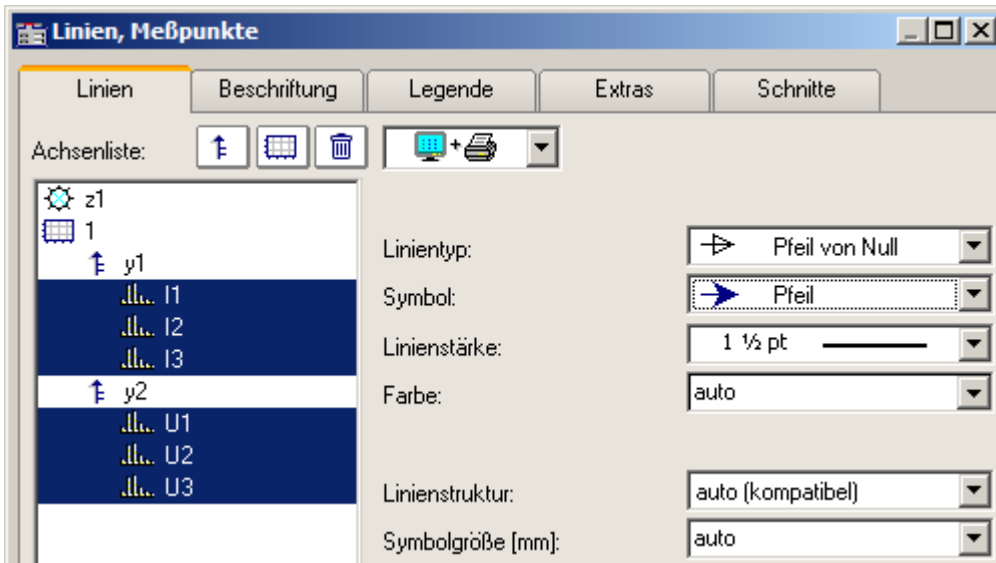 Linien, Meßpunkte
Linien Beschriftung Legende Extras Schnitte
Achsenliste:
z1
1
y1
I1
I2
I3
y2
U1
U2
U3
Linientyp: Pfeil von Null
Symbol: Pfeil
Linienstärke: 1 ½ pt
Farbe: auto
Linienstruktur: auto (kompatibel)
Symbolgröße [mm]: auto